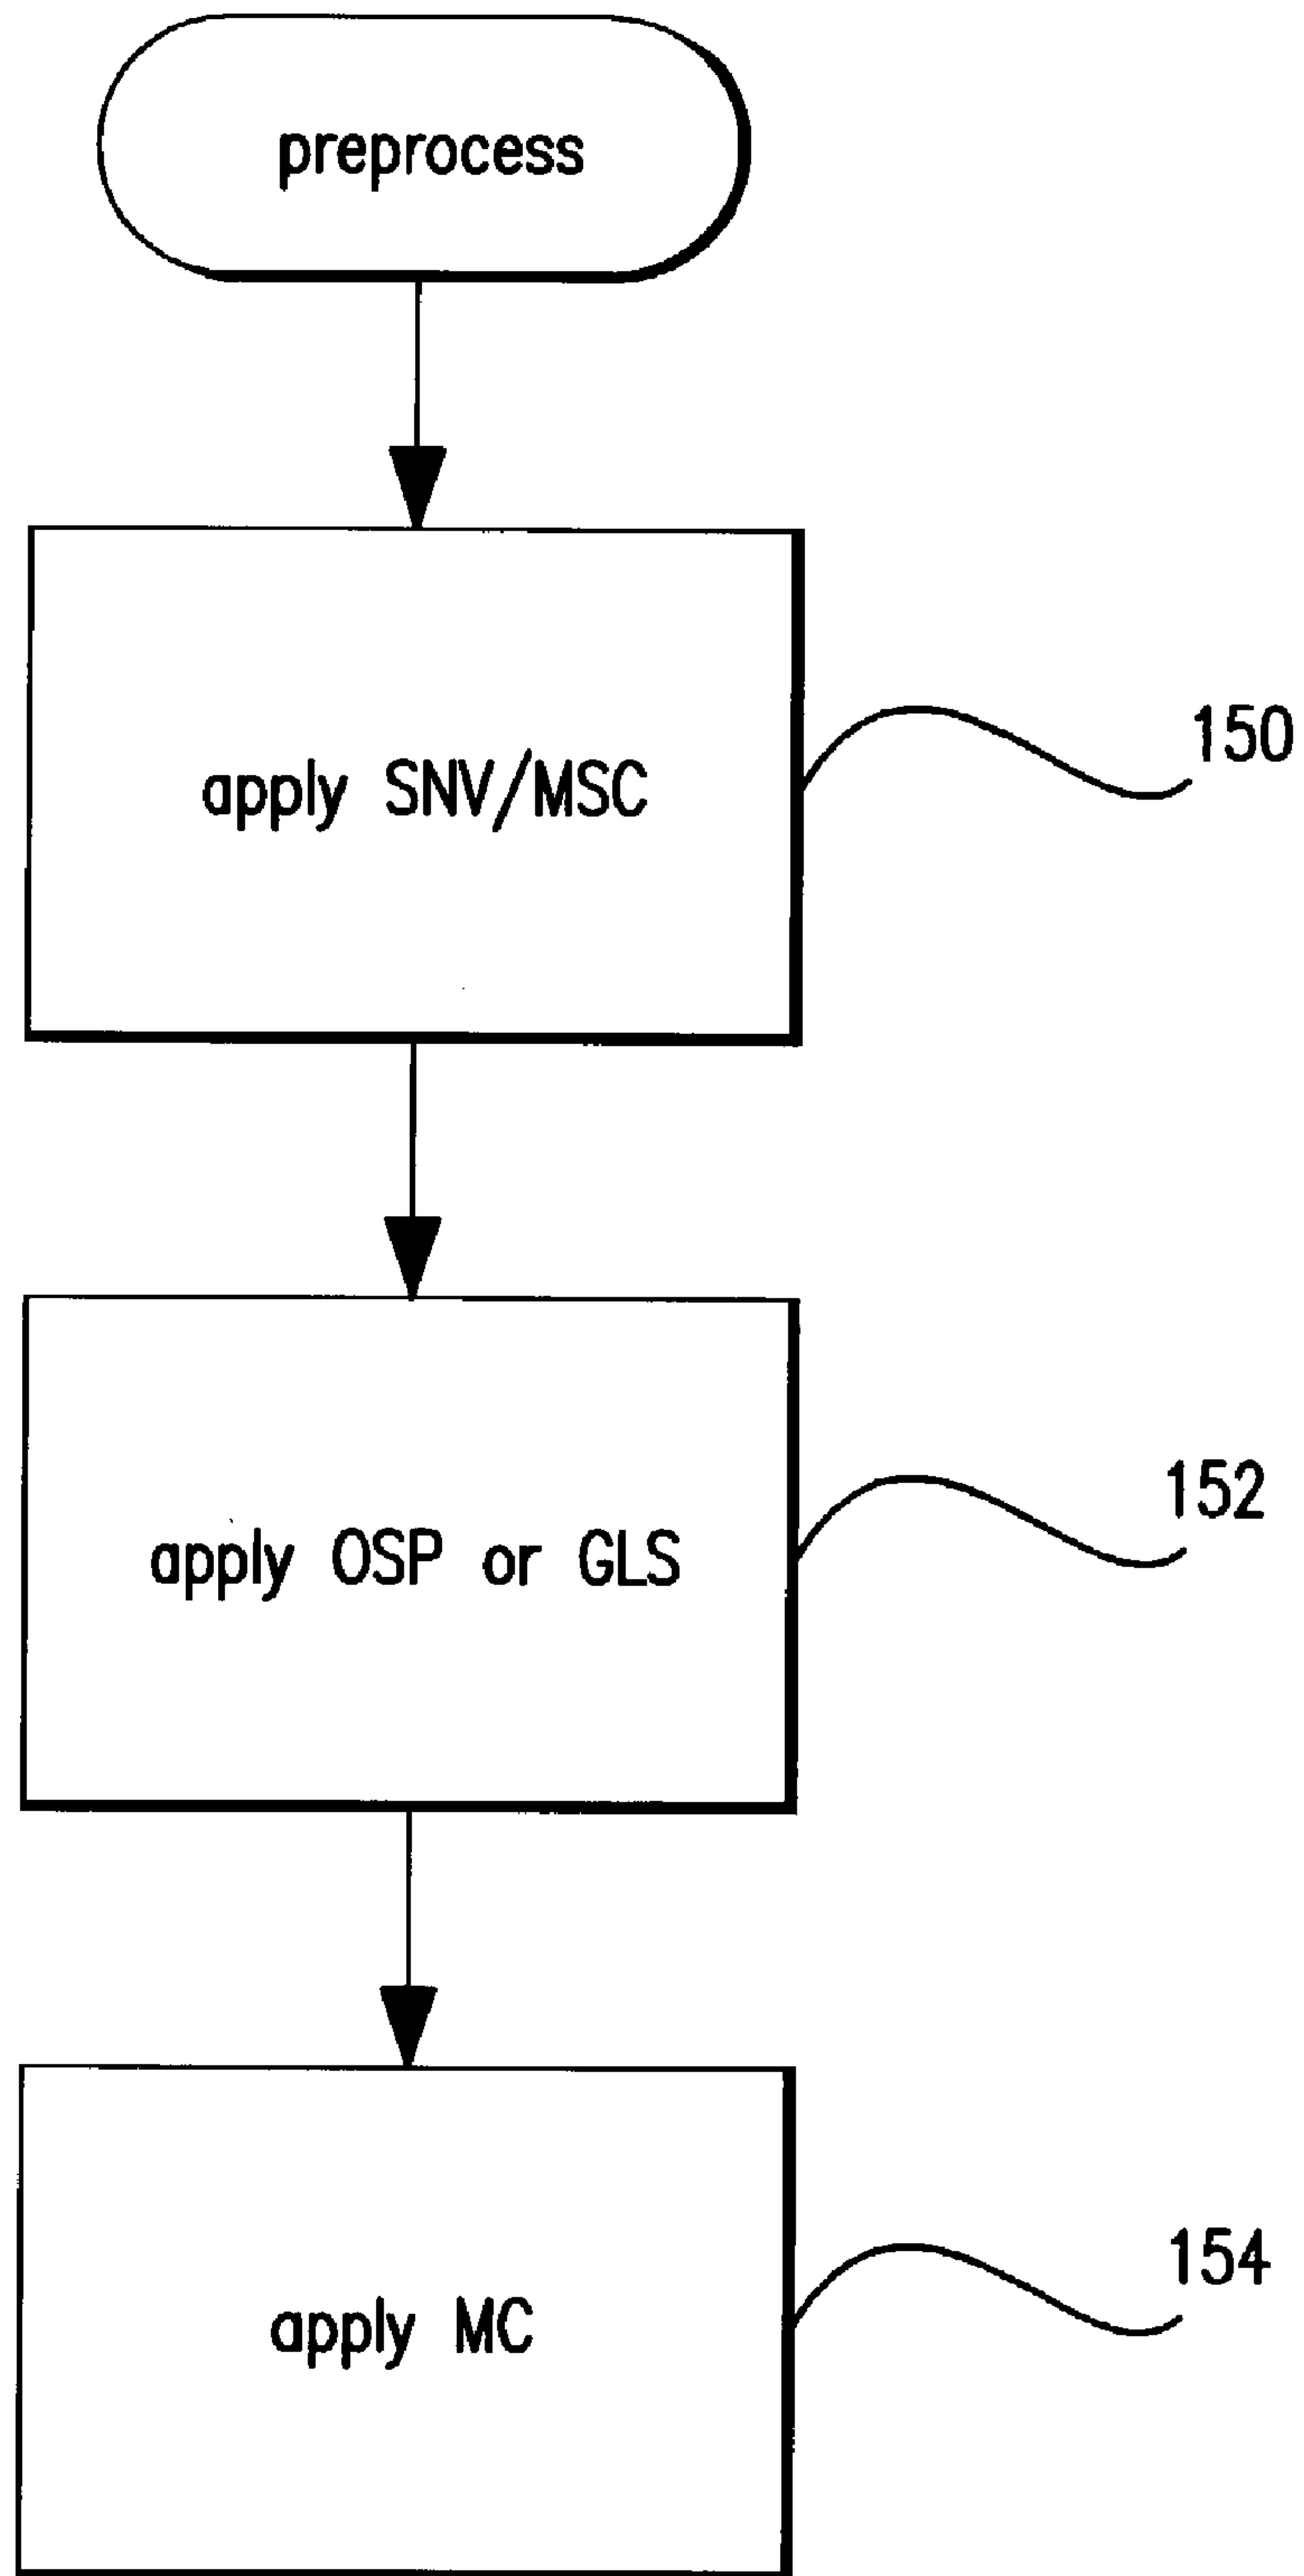 preprocess
apply SNV/MSC
150
apply OSP or GLS
152
apply MC
154